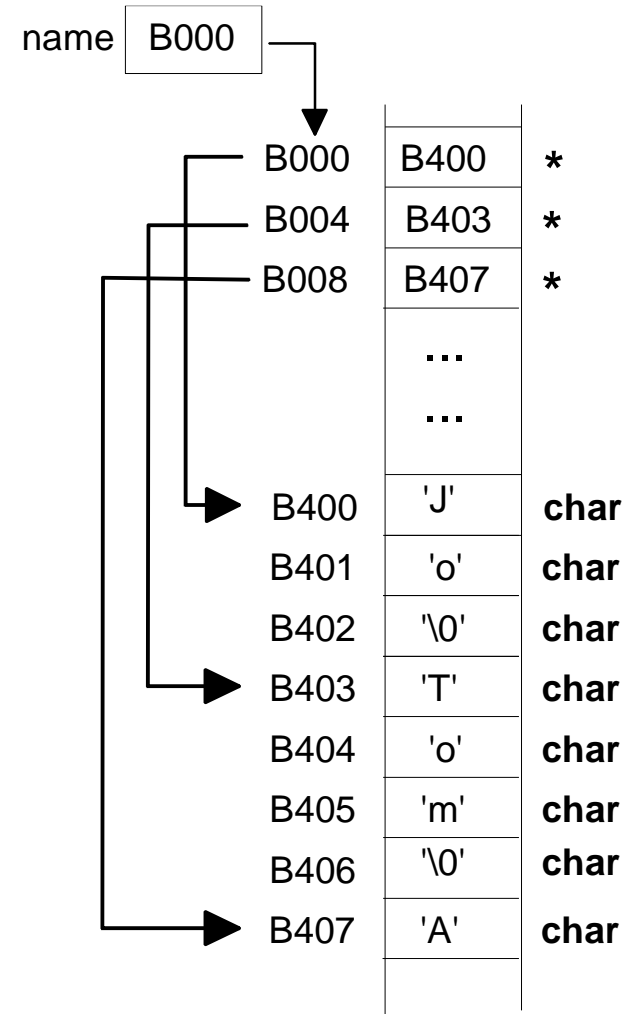 name B000
B000 B400 *
B004 B403 *
B008 B407 *
...
...
B400 'J' char
B401 'o' char
B402 '\0' char
B403 'T' char
B404 'o' char
B405 'm' char
B406 '\0' char
B407 'A' char